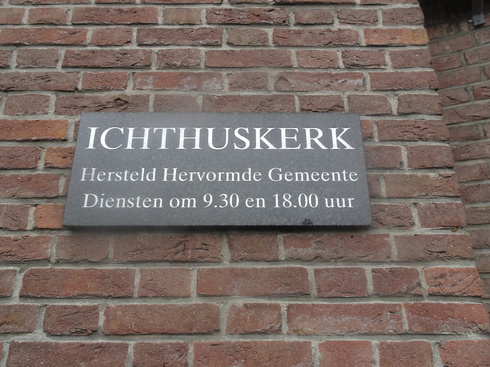 ICHTHUSKERK
Hersteld Hervormde Gemeente
Diensten om 9.30 en 18.00 uur